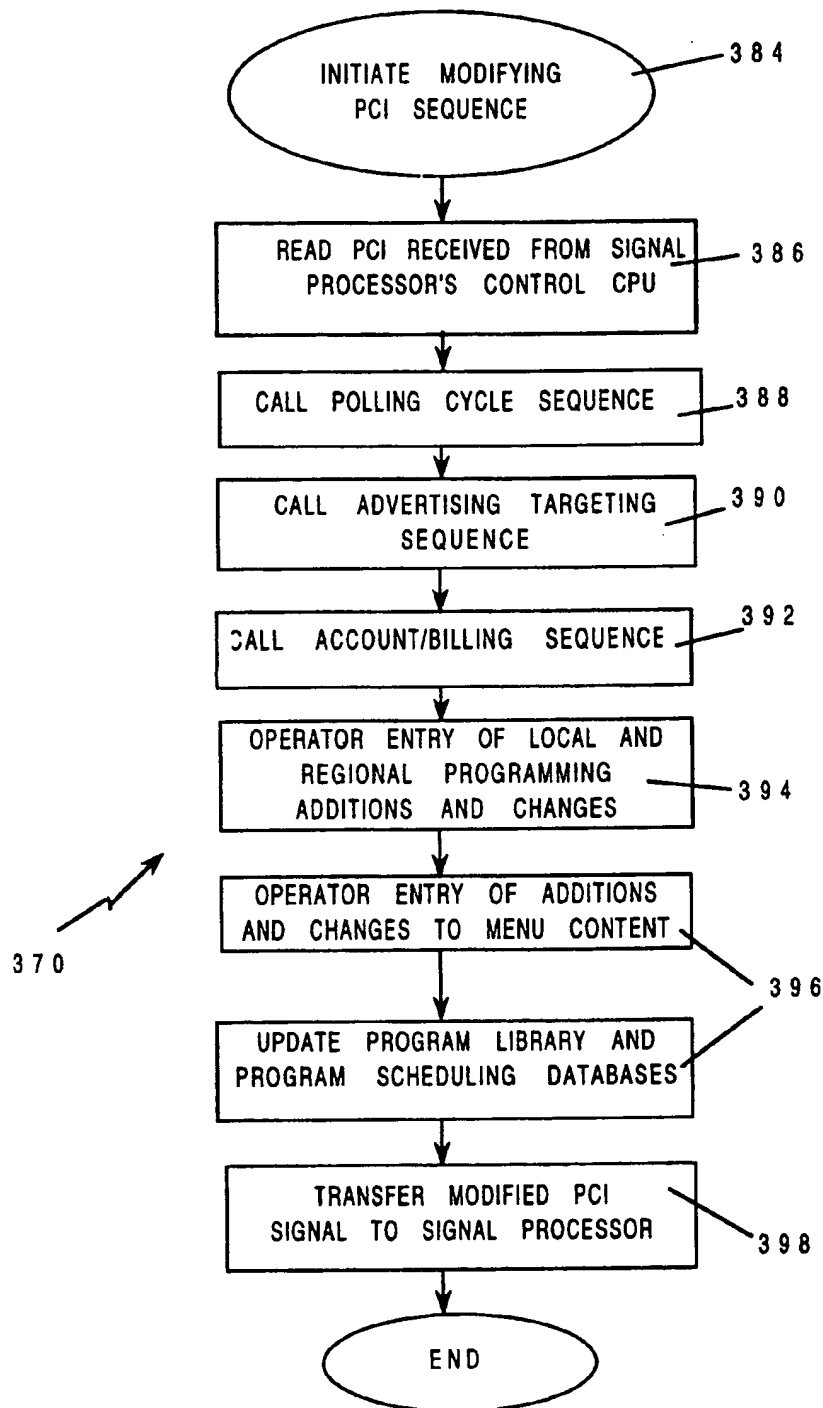 INITIATE MODIFYING
PCI SEQUENCE
384
READ PCI RECEIVED FROM SIGNAL
PROCESSOR'S CONTROL CPU
386
CALL POLLING CYCLE SEQUENCE
388
CALL ADVERTISING TARGETING
SEQUENCE
390
CALL ACCOUNT/BILLING SEQUENCE
392
OPERATOR ENTRY OF LOCAL AND
REGIONAL PROGRAMMING
ADDITIONS AND CHANGES
394
370
OPERATOR ENTRY OF ADDITIONS
AND CHANGES TO MENU CONTENT
396
UPDATE PROGRAM LIBRARY AND
PROGRAM SCHEDULING DATABASES
TRANSFER MODIFIED PCI
SIGNAL TO SIGNAL PROCESSOR
398
END